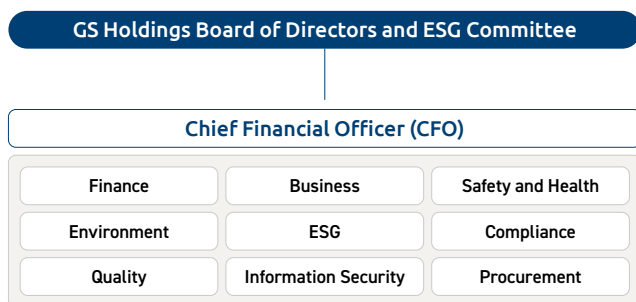 GS Holdings Board of Directors and ESG Committee
Chief Financial Officer (CFO)
Finance
Business
Safety and Health
Environment
ESG
Compliance
Quality
Information Security
Procurement